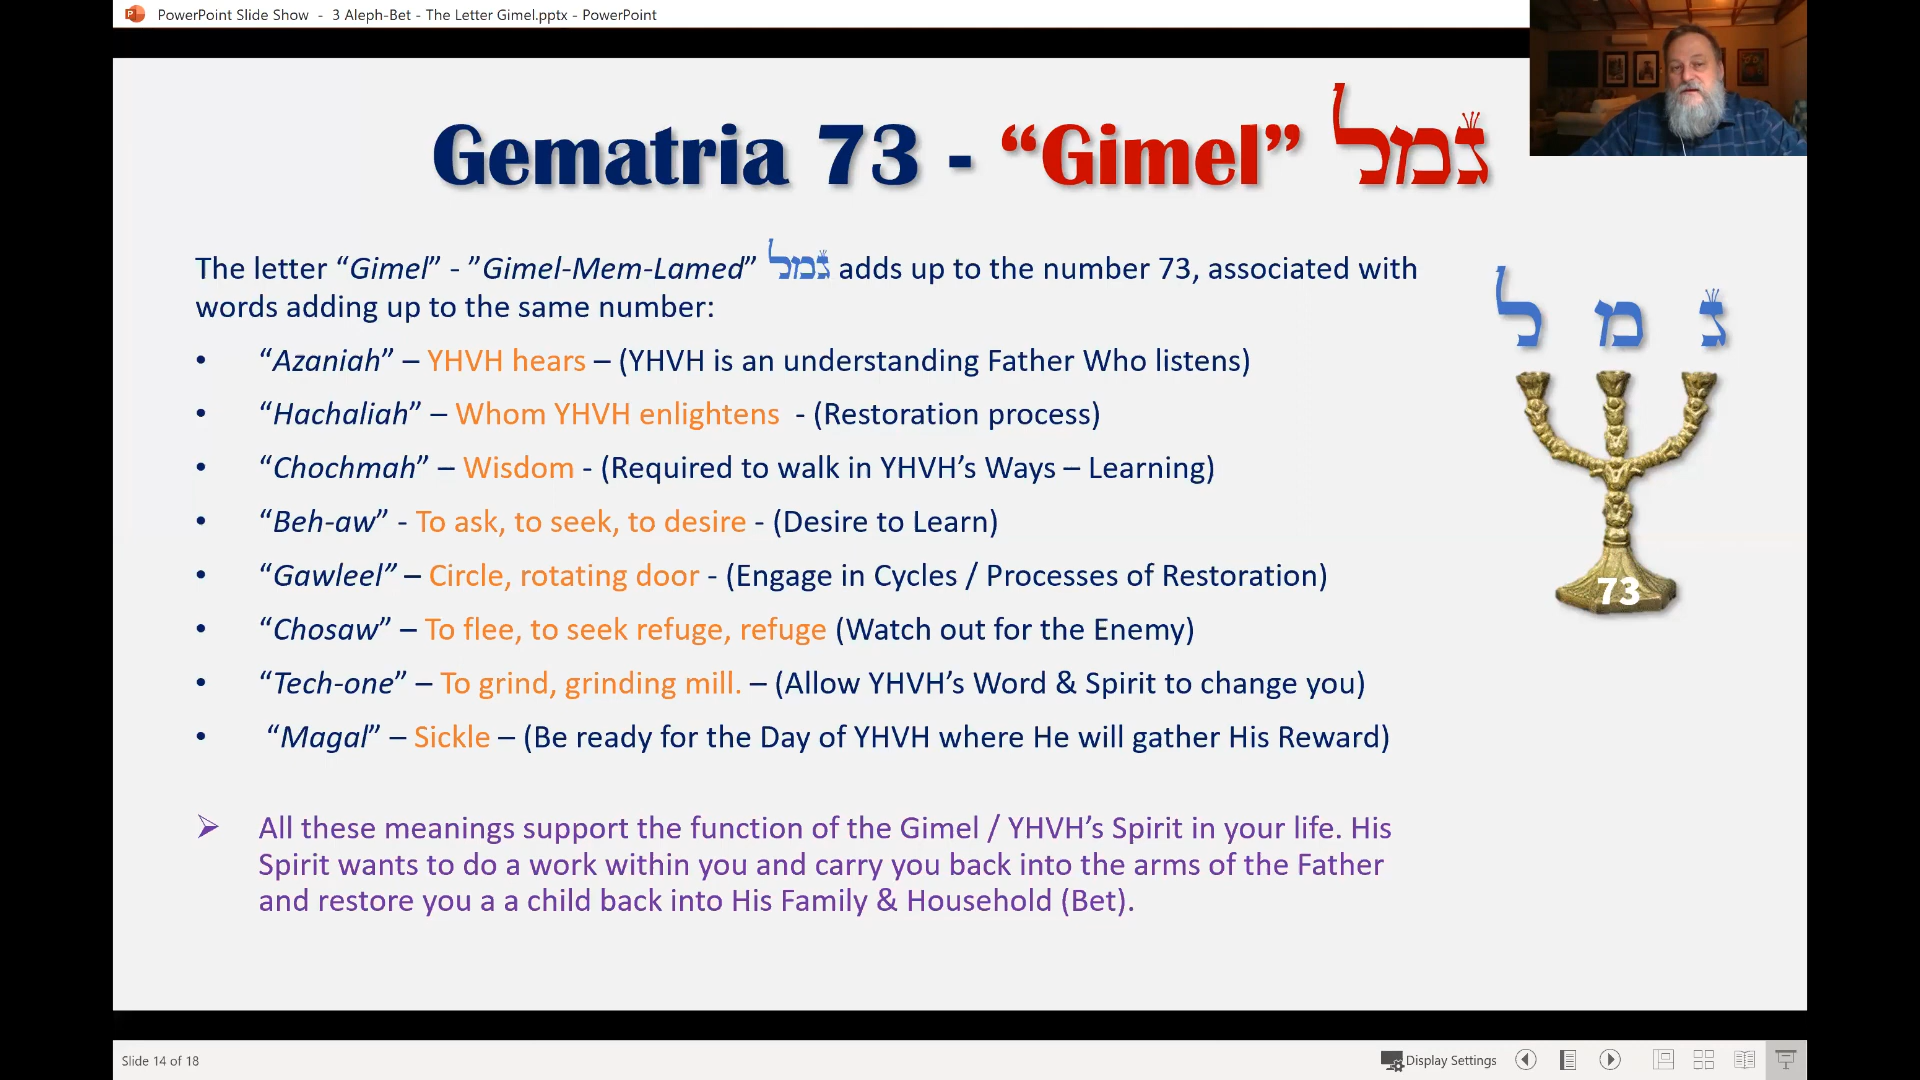 PowerPoint Slide Show - 3 Aleph-Bet - The Letter Gimel.pptx - PowerPoint
Gematria 73 - “Gimel” גמל
The letter “Gimel” - ”Gimel-Mem-Lamed” גמל adds up to the number 73, associated with
words adding up to the same number:
• “Azaniah” – YHVH hears – (YHVH is an understanding Father Who listens)
• “Hachaliah” – Whom YHVH enlightens - (Restoration process)
• “Chochmah” – Wisdom - (Required to walk in YHVH’s Ways – Learning)
• “Beh-aw” - To ask, to seek, to desire - (Desire to Learn)
• “Gawleel” – Circle, rotating door - (Engage in Cycles / Processes of Restoration)
• “Chosaw” – To flee, to seek refuge, refuge (Watch out for the Enemy)
• “Tech-one” – To grind, grinding mill. – (Allow YHVH’s Word & Spirit to change you)
• “Magal” – Sickle – (Be ready for the Day of YHVH where He will gather His Reward)
➢ All these meanings support the function of the Gimel / YHVH’s Spirit in your life. His
Spirit wants to do a work within you and carry you back into the arms of the Father
and restore you a a child back into His Family & Household (Bet).
ג מ ל
73
Slide 14 of 18
Display Settings